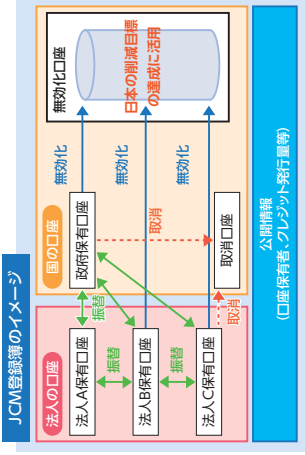 JCM登録簿のイメージ
法人の口座
国の口座
法人A保有口座
法人B保有口座
法人C保有口座
振替
振替
振替
政府保有口座
取消口座
取消
取消
無効化
無効化
無効化
無効化口座
日本の削減目標
の達成に活用
公開情報
（口座保有者、クレジット発行量等）